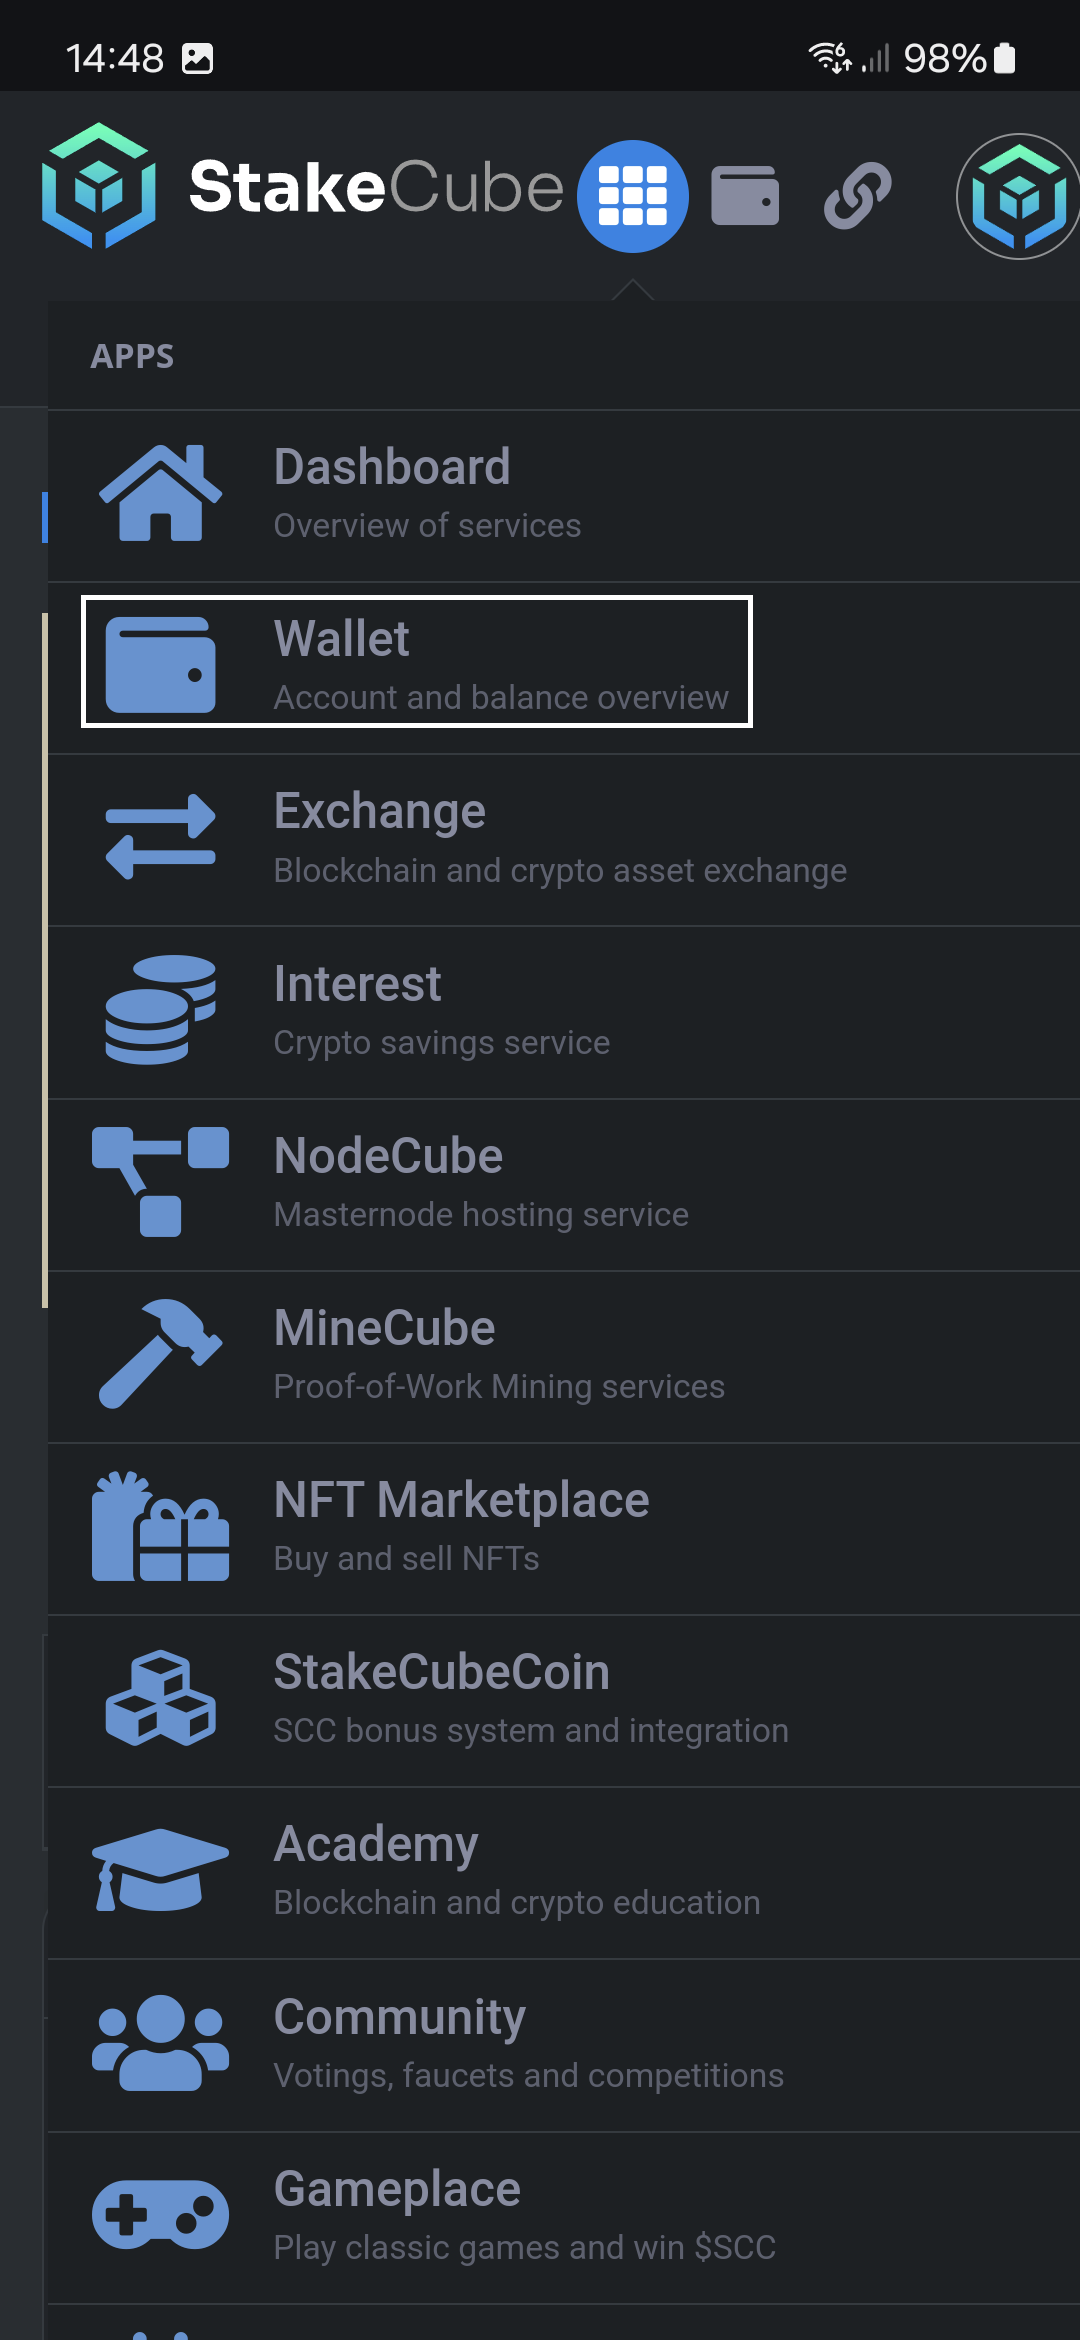 14:48
6 98%
StakeCube
APPS
Dashboard
Overview of services
Wallet
Account and balance overview
Exchange
Blockchain and crypto asset exchange
Interest
Crypto savings service
NodeCube
Masternode hosting service
MineCube
Proof-of-Work Mining services
NFT Marketplace
Buy and sell NFTs
StakeCubeCoin
SCC bonus system and integration
Academy
Blockchain and crypto education
Community
Votings, faucets and competitions
Gameplace
Play classic games and win $SCC